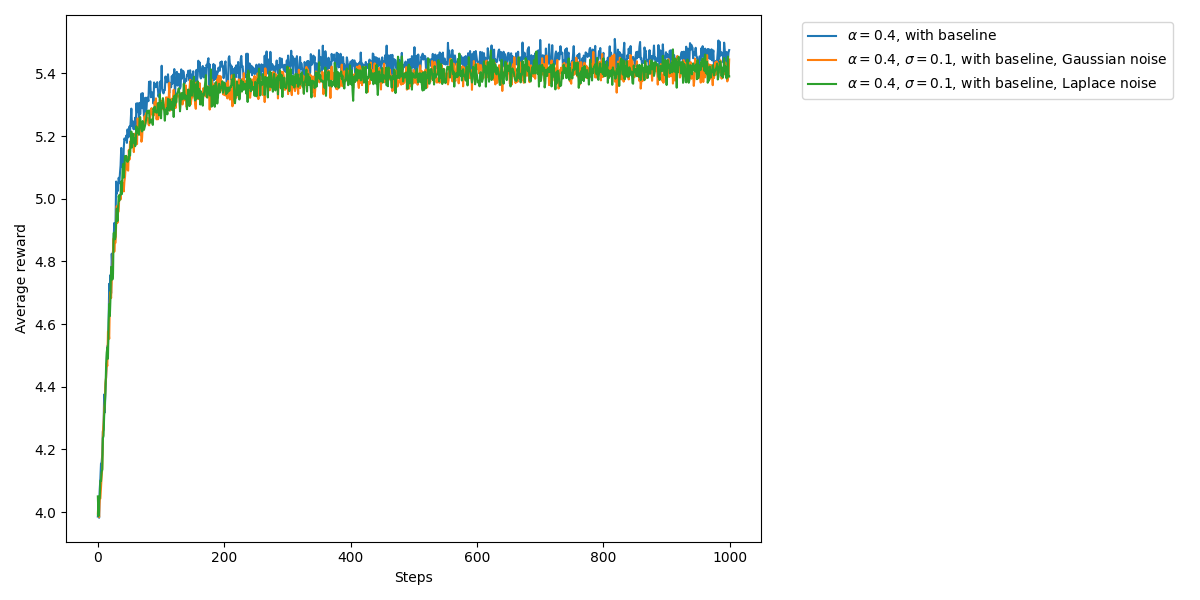 5.4
5.2
5.0
4.8
4.6
4.4
4.2
4.0
Average reward
0
200
400
600
800
1000
Steps
α = 0.4, with baseline
α = 0.4, σ = 0.1, with baseline, Gaussian noise
α = 0.4, σ = 0.1, with baseline, Laplace noise